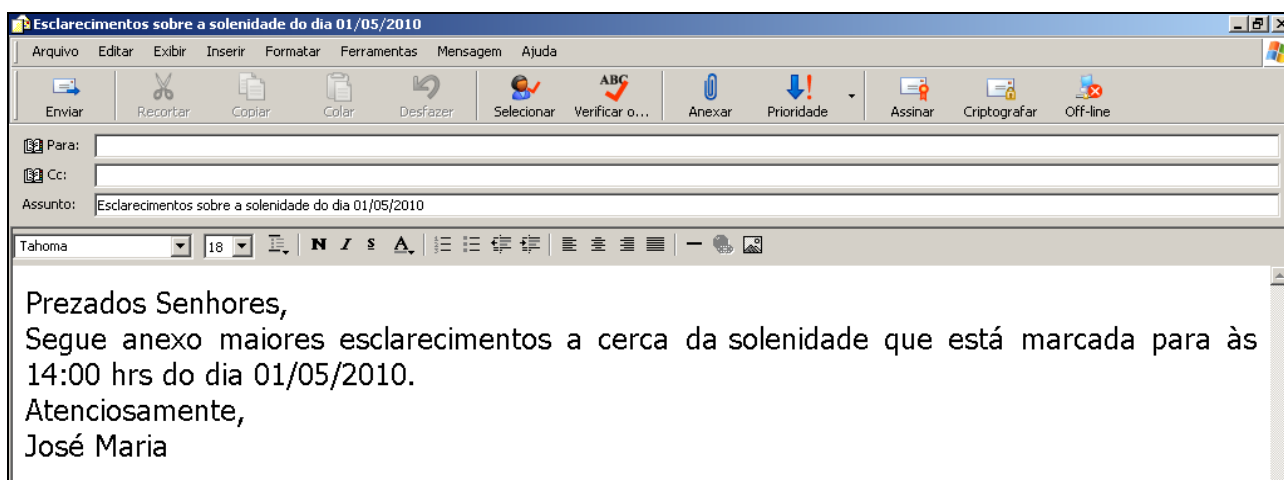 Esclarecimentos sobre a solenidade do dia 01/05/2010
Arquivo Editar Exibir Inserir Formatar Ferramentas Mensagem Ajuda
Enviar Recortar Copiar Colar Desfazer Selecionar Verificar o... Anexar Prioridade Assinar Criptografar Off-line
Para:
Cc:
Assunto: Esclarecimentos sobre a solenidade do dia 01/05/2010
Tahoma 18 N I S A
Prezados Senhores,
Segue anexo maiores esclarecimentos a cerca da solenidade que está marcada para às
14:00 hrs do dia 01/05/2010.
Atenciosamente,
José Maria